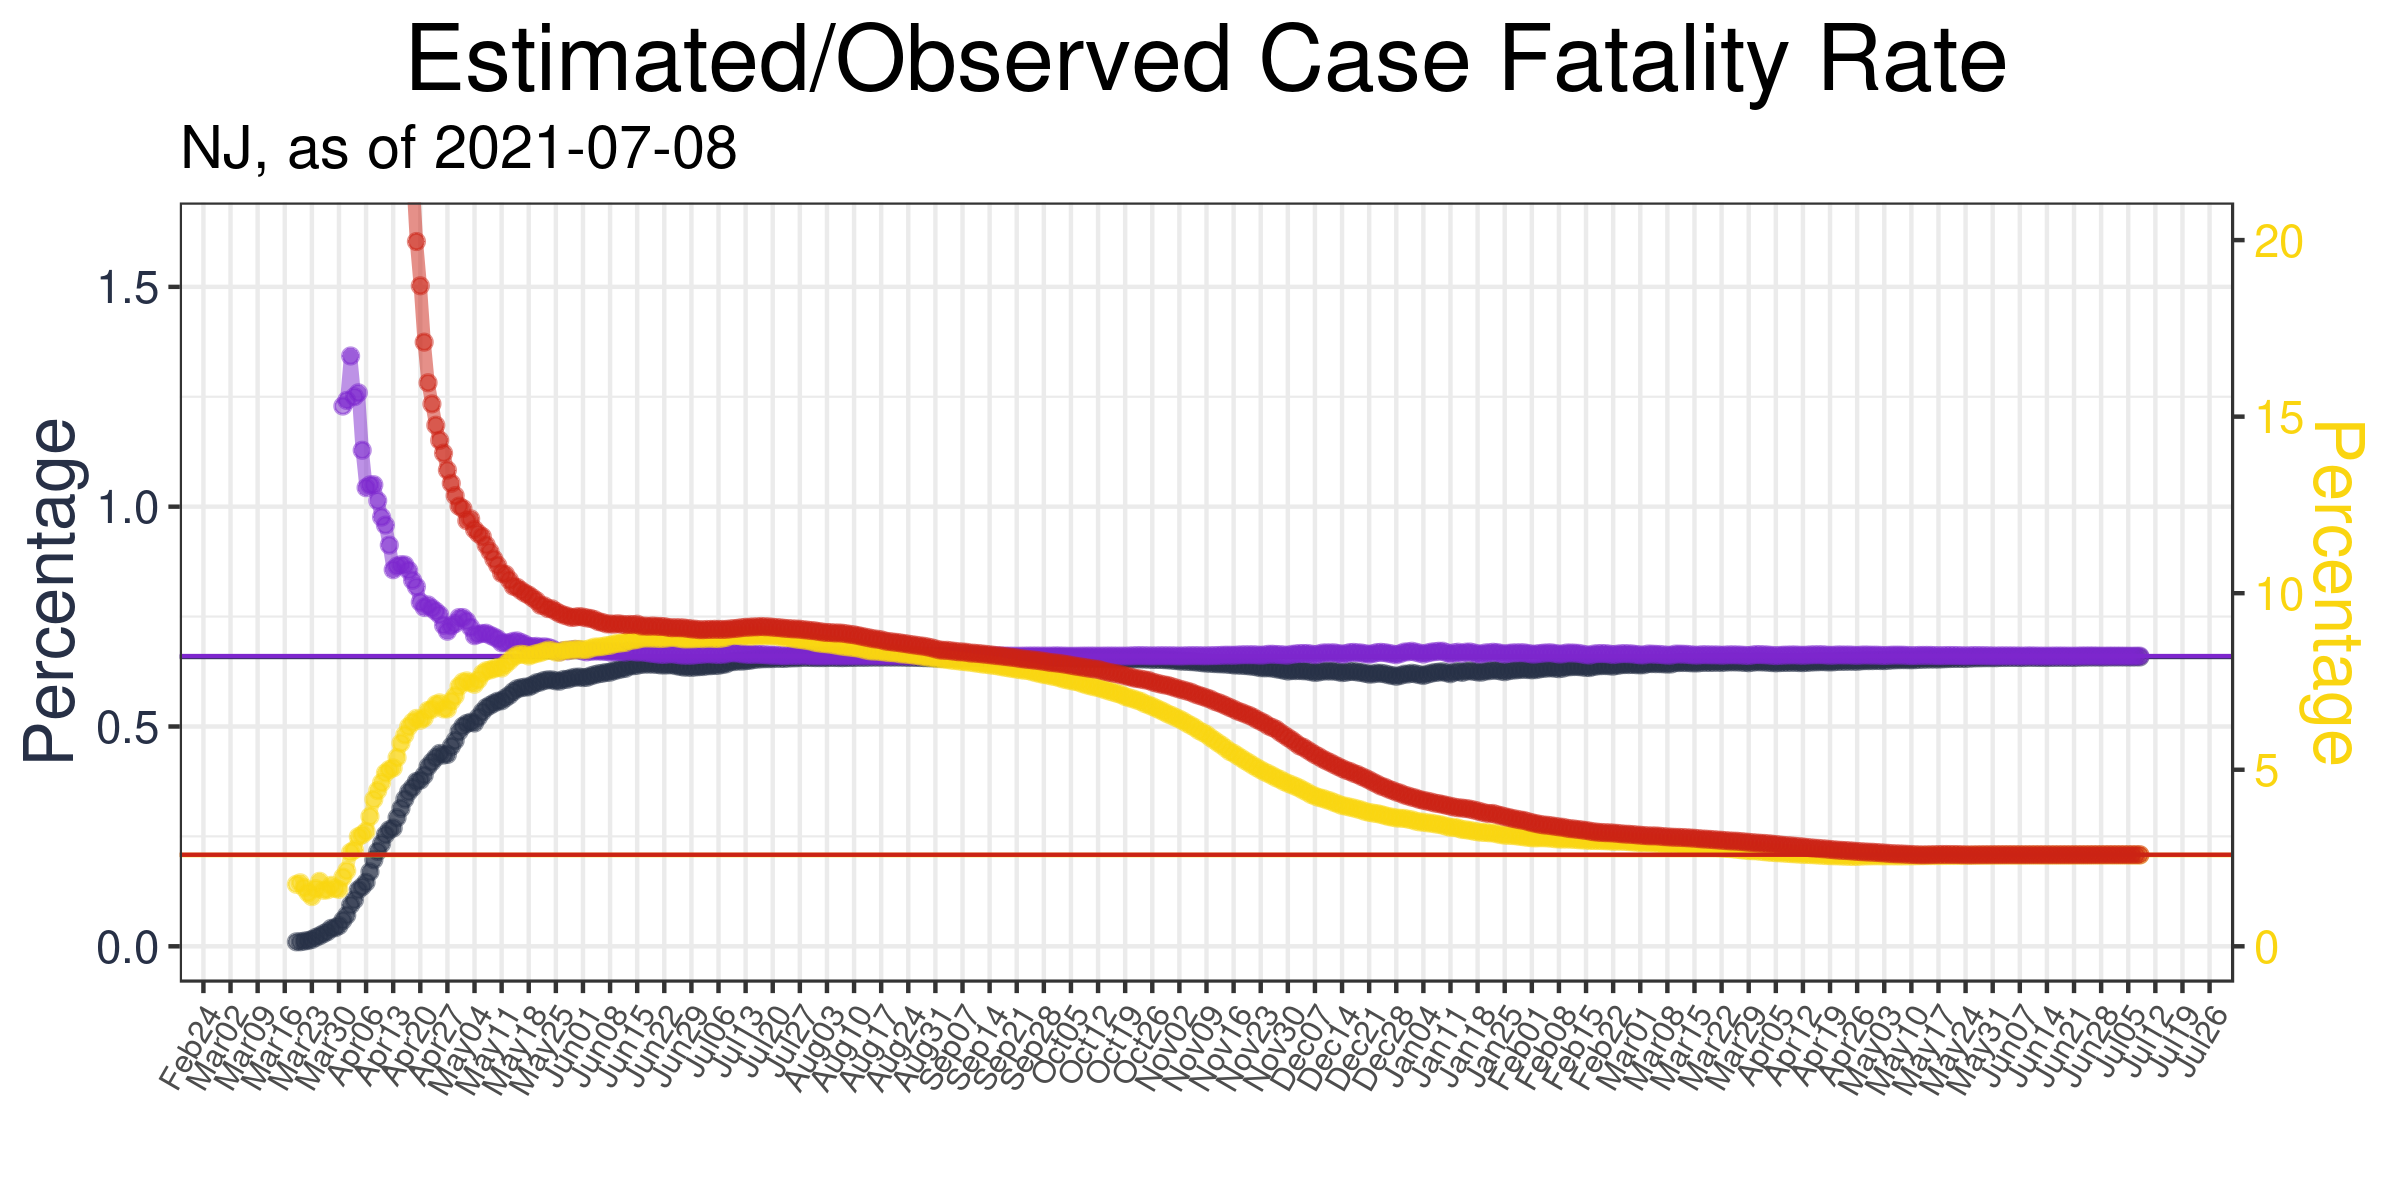 Estimated/Observed Case Fatality Rate
NJ, as of 2021-07-08
Percentage
1.5
1.0
0.5
0.0
20
15
10
5
0
Percentage
Feb24
Mar02
Mar09
Mar16
Mar23
Mar30
Apr06
Apr13
Apr20
Apr27
May04
May11
May18
May25
Jun01
Jun08
Jun15
Jun22
Jun29
Jul06
Jul13
Jul20
Jul27
Aug03
Aug10
Aug17
Aug24
Aug31
Sep07
Sep14
Sep21
Sep28
Oct05
Oct12
Oct19
Oct26
Nov02
Nov09
Nov16
Nov23
Nov30
Dec07
Dec14
Dec21
Dec28
Jan04
Jan11
Jan18
Jan25
Feb01
Feb08
Feb15
Feb22
Mar01
Mar08
Mar15
Mar22
Mar29
Apr05
Apr12
Apr19
Apr26
May03
May10
May17
May24
May31
Jun07
Jun14
Jun21
Jun28
Jul05
Jul12
Jul19
Jul26